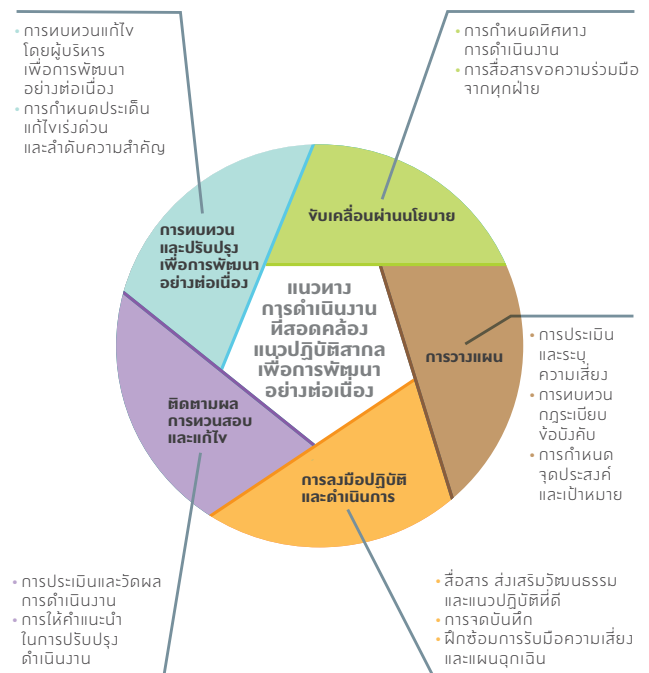 • การทบทวนแก้ไข
โดยผู้บริหาร
เพื่อการพัฒนา
อย่างต่อเนื่อง
• การกำหนดประเด็น
แก้ไขเร่งด่วน
และลำดับความสำคัญ
• การกำหนดทิศทาง
การดำเนินงาน
• การสื่อสารขอความร่วมมือ
จากทุกฝ่าย
ขับเคลื่อนผ่านนโยบาย
การทบทวน
และปรับปรุง
เพื่อการพัฒนา
อย่างต่อเนื่อง
แนวทาง
การดำเนินงาน
ที่สอดคล้อง
แนวปฏิบัติสากล
เพื่อการพัฒนา
อย่างต่อเนื่อง
การวางแผน
• การประเมิน
และระบุ
ความเสี่ยง
• การทบทวน
กฎระเบียบ
ข้อบังคับ
• การกำหนด
จุดประสงค์
และเป้าหมาย
ติดตามผล
การทวนสอบ
และแก้ไข
การลงมือปฏิบัติ
และดำเนินการ
• การประเมินและวัดผล
การดำเนินงาน
• การให้คำแนะนำ
ในการปรับปรุง
ดำเนินงาน
• สื่อสาร ส่งเสริมวัฒนธรรม
และแนวปฏิบัติที่ดี
• การจดบันทึก
• ฝึกซ้อมการรับมือความเสี่ยง
และแผนฉุกเฉิน